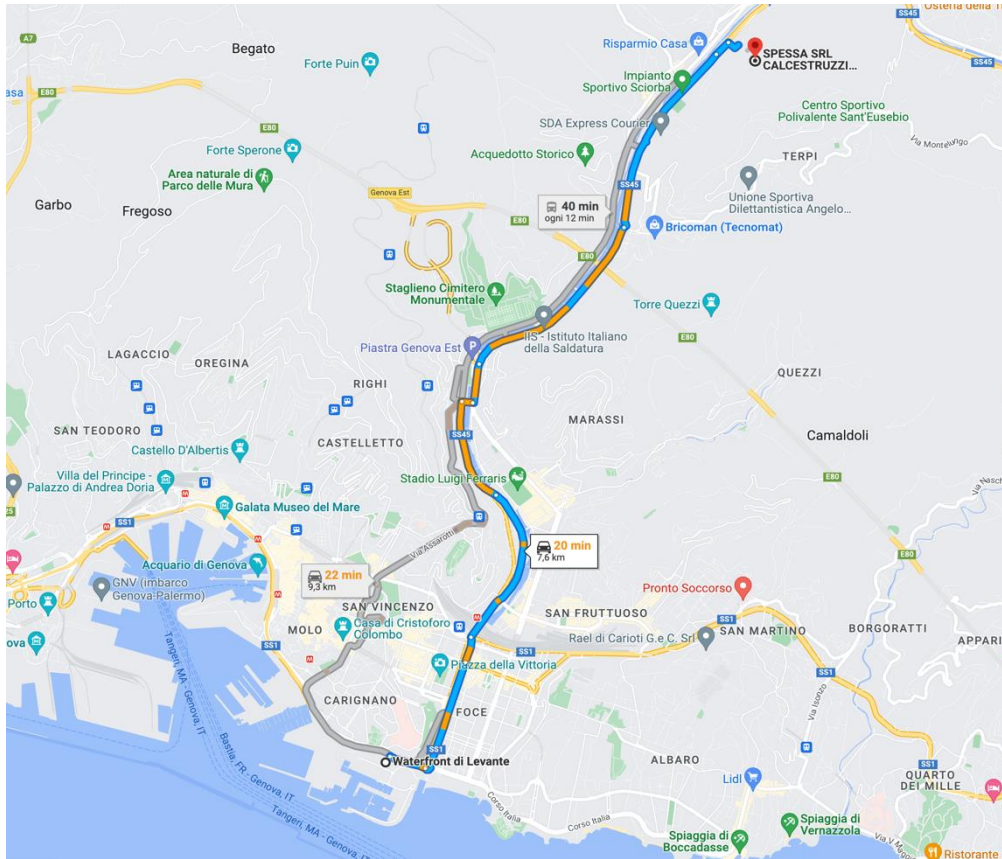 Osteria della T
A7
Begato
Risparmio Casa
SS45
Forte Puin
SPESSA SRL
CALCESTRUZZI...
Impianto
Sportivo Sciorba
asa
E80
E80
Centro Sportivo
Polivalente Sant'Eusebio
SDA Express Courier
E80
Via Montelungo
Forte Sperone
Acquedotto Storico
TERPI
Area naturale di
Parco delle Mura
SS45
Genova Est
Unione Sportiva
Dilettantistica Angelo...
Garbo
Fregoso
40 min
ogni 12 min
Bricoman (Tecnomat)
E80
Staglieno Cimitero
Monumentale
Torre Quezzi
IIS - Istituto Italiano
della Saldatura
E80
Piastra Genova Est
P
LAGACCIO
OREGINA
QUEZZI
RIGHI
MARASSI
SAN TEODORO
SS45
CASTELLETTO
Camaldoli
Castello D'Albertis
Villa del Principe -
Palazzo di Andrea Doria
Stadio Luigi Ferraris
M
Via Nasche
Galata Museo del Mare
SS1
Via Assarotti
20 min
7,6 km
E80
Acquario di Genova
22 min
9,3 km
GNV (imbarco
Genova-Palermo)
Pronto Soccorso
Porto
SAN VINCENZO
SAN FRUTTUOSO
MOLO
Casa di Cristoforo
Colombo
SAN MARTINO
BORGORATTI
ova
Rael di Carioti G.e C. Srl
APPARI
SS1
SS1
Piazza della Vittoria
SS1
CARIGNANO
FOCE
Via Isonzo
Tangeri, MA - Genova, IT
Bastia, FR - Genova, IT
SS1
Waterfront di Levante
ALBARO
SS1
Lidl
QUARTO
DEI MILLE
Corso Italia
Corso Italia
Tangeri, MA - Genova, IT
Spiaggia di
Vernazzola
Spiaggia di
Boccadasse
Ristorante